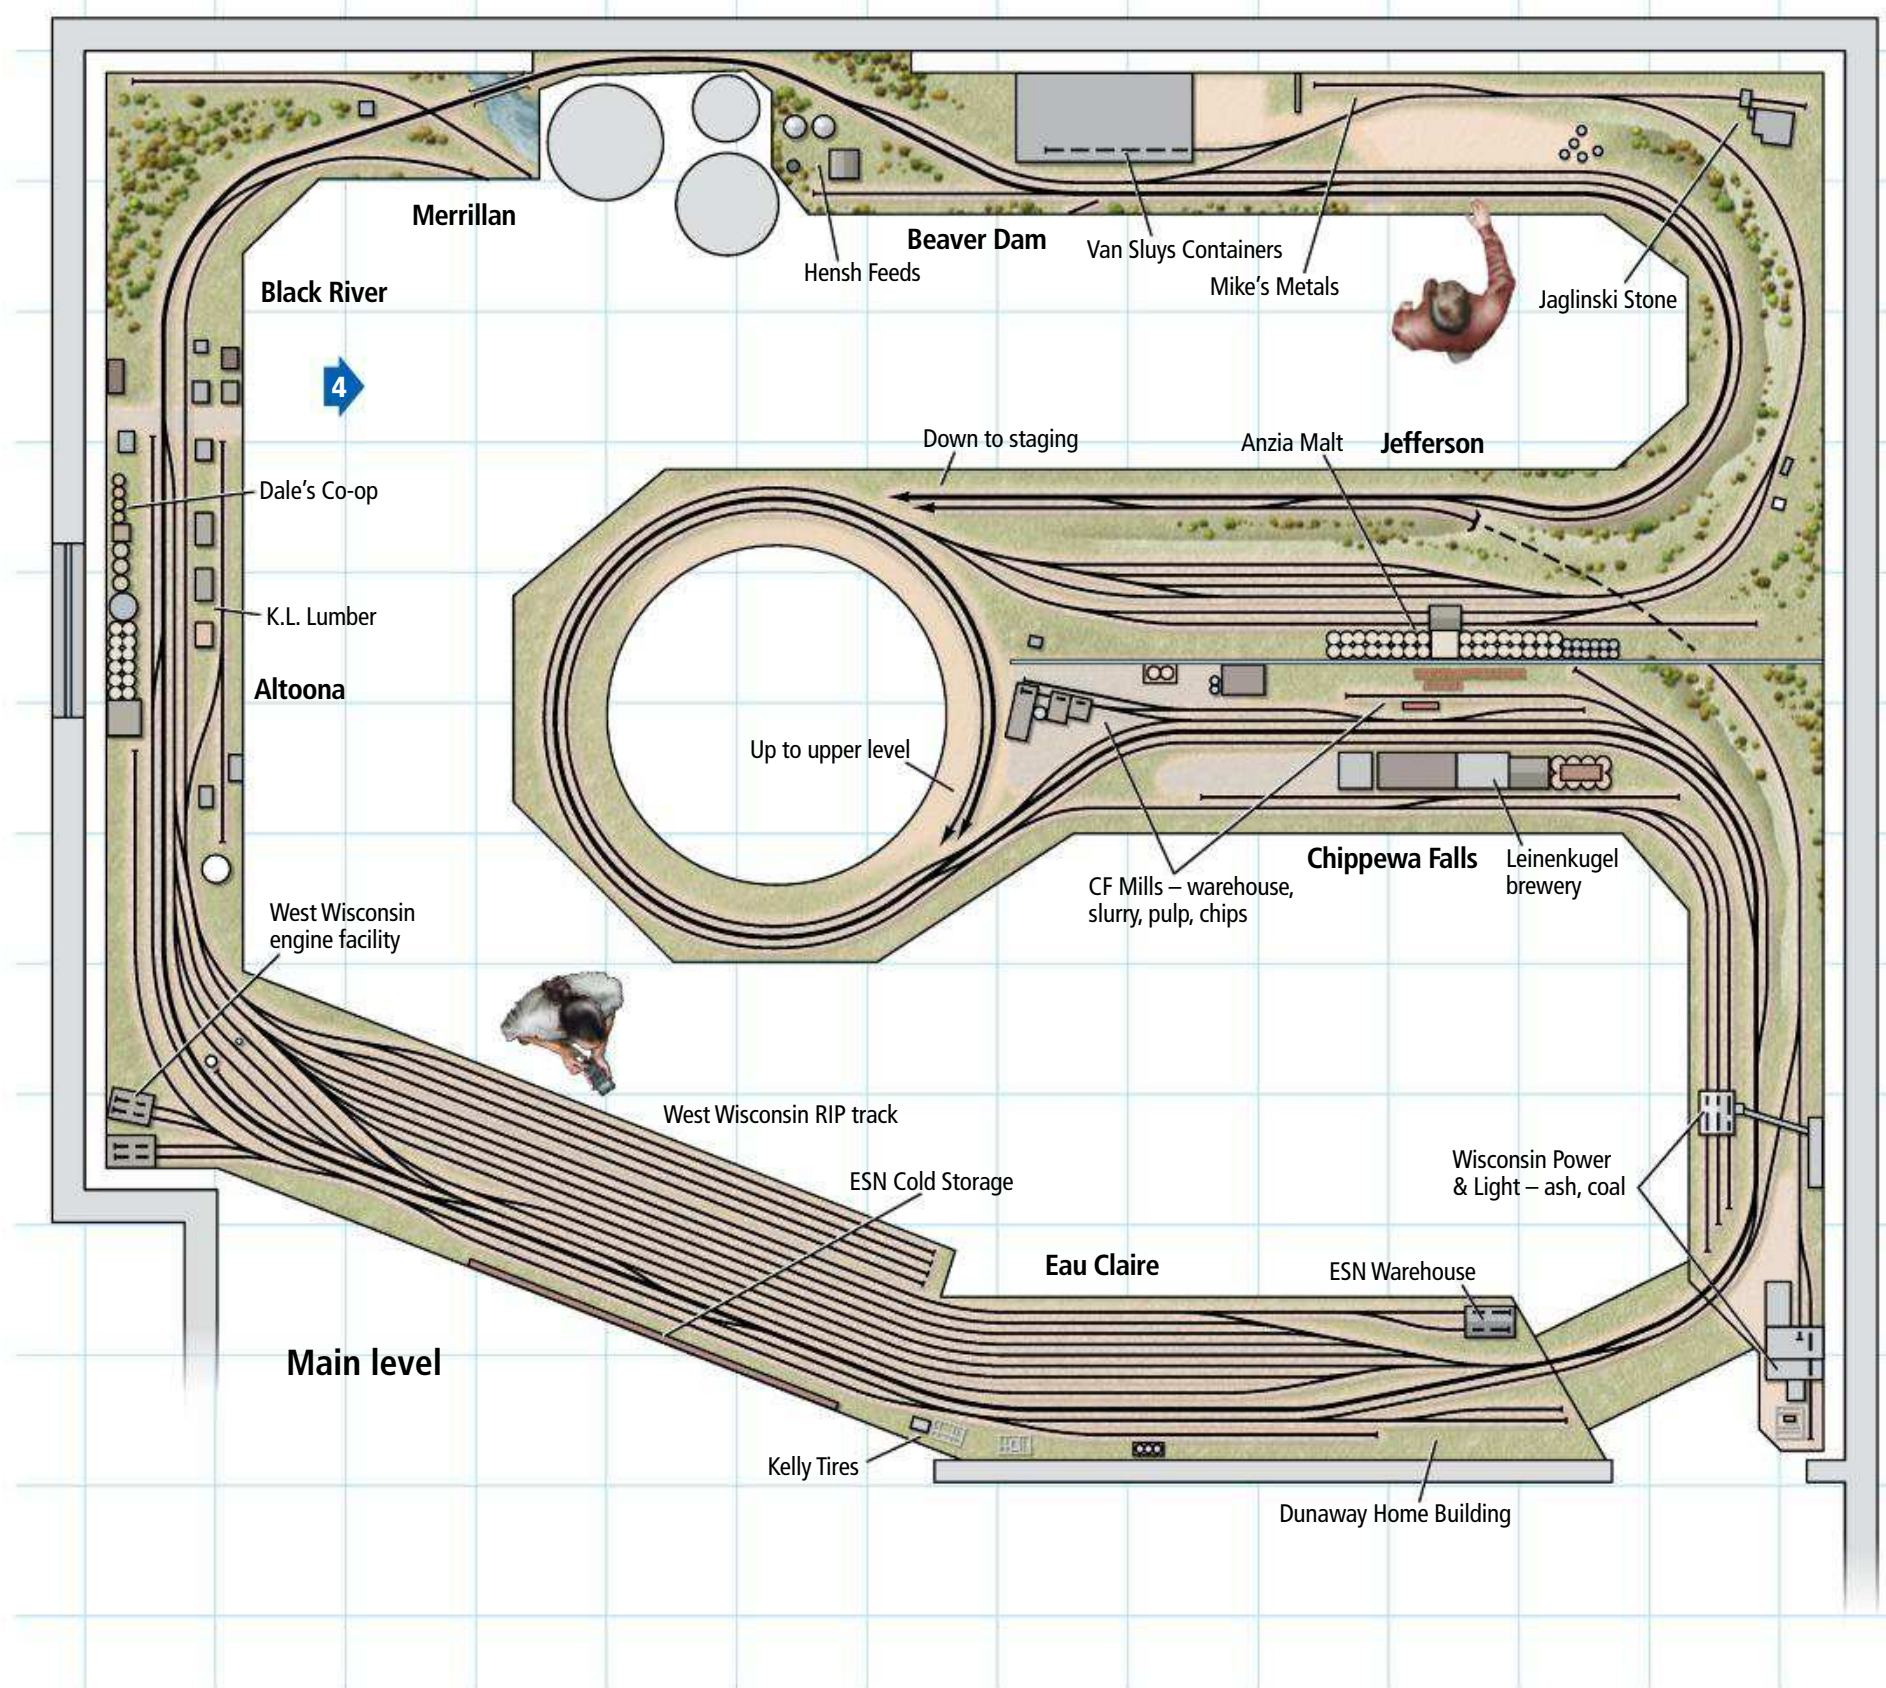 Merrillan
Beaver Dam
Van Sluys Containers
Hensh Feeds
Mike's Metals
Jaglinski Stone
Black River
4
Down to staging
Anzia Malt
Jefferson
Dale's Co-op
K.L. Lumber
Altoona
Up to upper level
Chippewa Falls
Leinenkugel
brewery
CF Mills – warehouse,
slurry, pulp, chips
West Wisconsin
engine facility
West Wisconsin RIP track
ESN Cold Storage
Wisconsin Power
& Light – ash, coal
Eau Claire
ESN Warehouse
Main level
Kelly Tires
Dunaway Home Building